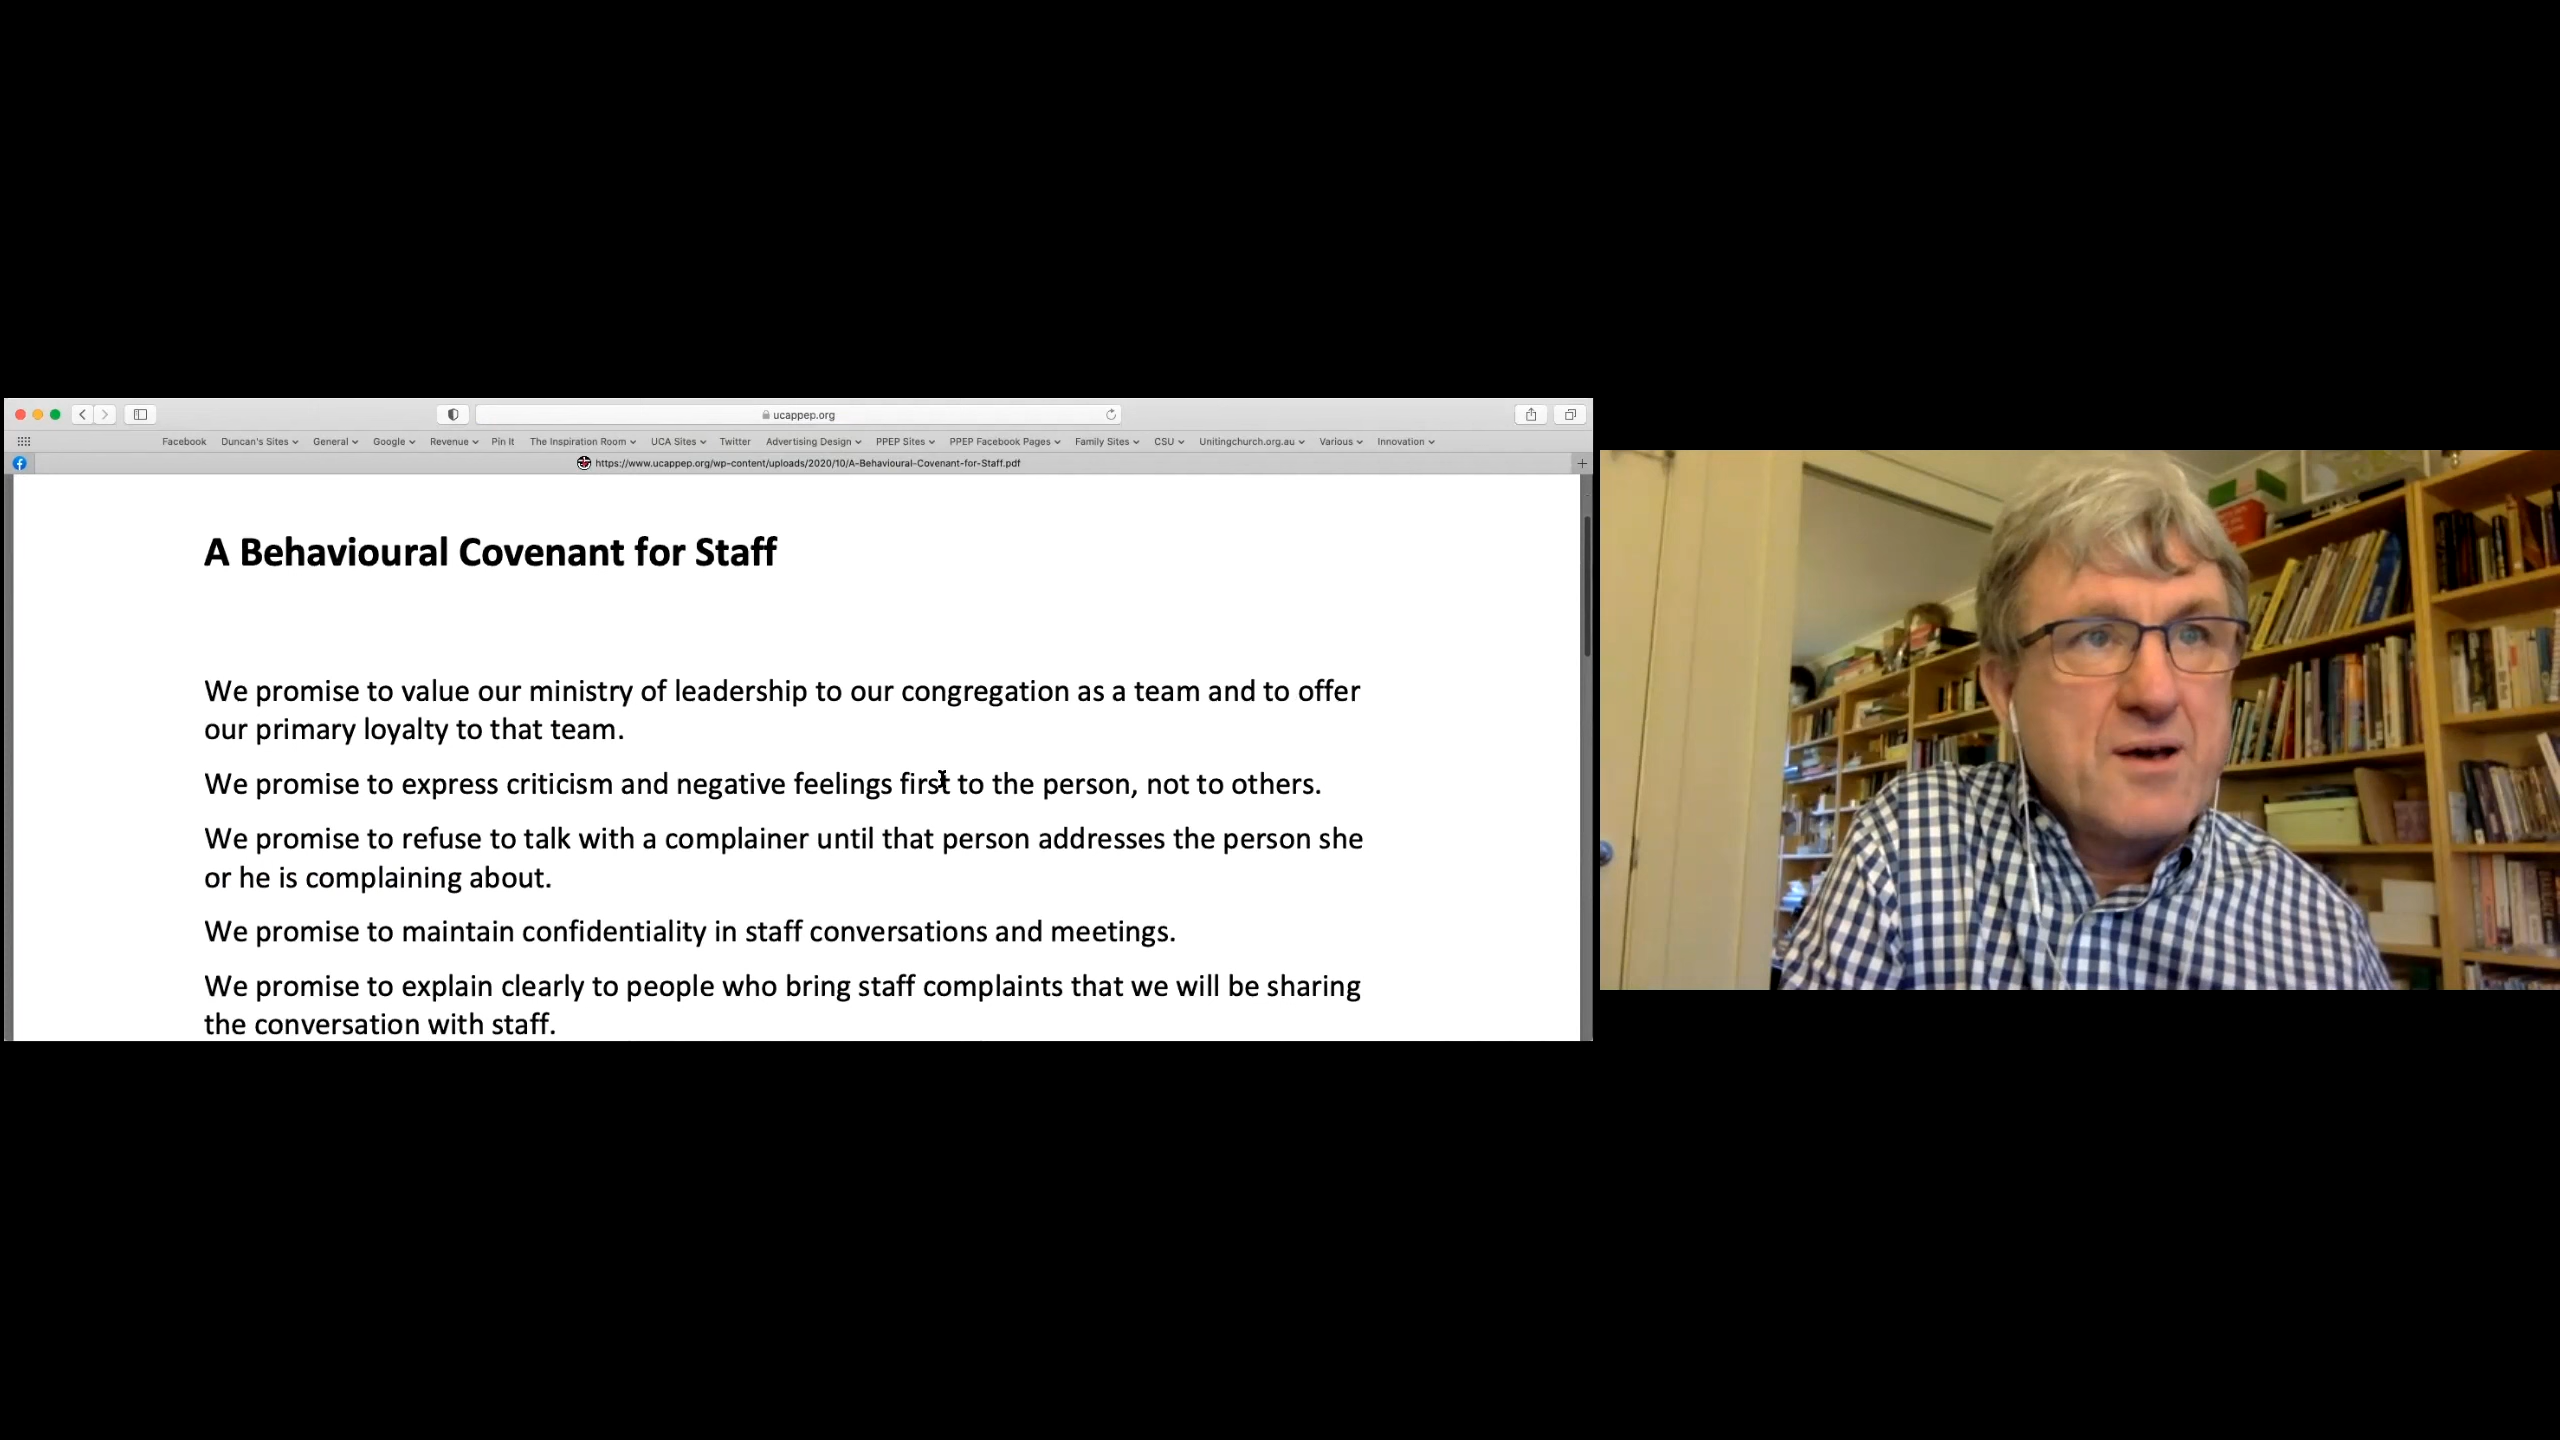 ucappep.org
Facebook Duncan's Sites General Google Revenue Pin It The Inspiration Room UCA Sites Twitter Advertising Design PPEP Sites PPEP Facebook Pages Family Sites CSU Unitingchurch.org.au Various Innovation
https://www.ucappep.org/wp-content/uploads/2020/10/A-Behavioural-Covenant-for-Staff.pdf
A Behavioural Covenant for Staff
We promise to value our ministry of leadership to our congregation as a team and to offer
our primary loyalty to that team.
We promise to express criticism and negative feelings first to the person, not to others.
We promise to refuse to talk with a complainer until that person addresses the person she
or he is complaining about.
We promise to maintain confidentiality in staff conversations and meetings.
We promise to explain clearly to people who bring staff complaints that we will be sharing
the conversation with staff.